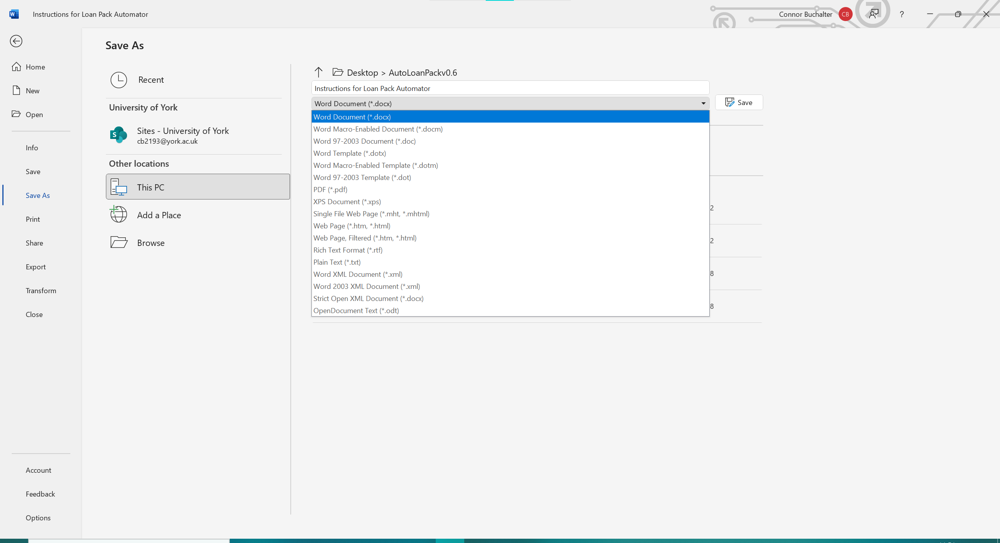 Instructions for Loan Pack Automator
Connor Buchalter
CB
?
Home
New
Open
Info
Save
Save As
Print
Share
Export
Transform
Close
Account
Feedback
Options
Save As
Recent
University of York
Sites - University of York
cb2193@york.ac.uk
Other locations
This PC
Add a Place
Browse
Desktop > AutoLoanPackv0.6
Instructions for Loan Pack Automator
Word Document (*.docx)
Save
Word Document (*.docx)
Word Macro-Enabled Document (*.docm)
Word 97-2003 Document (*.doc)
Word Template (*.dotx)
Word Macro-Enabled Template (*.dotm)
Word 97-2003 Template (*.dot)
PDF (*.pdf)
XPS Document (*.xps)
2
Single File Web Page (*.mht, *.mhtml)
Web Page (*.htm, *.html)
Web Page, Filtered (*.htm, *.html)
2
Rich Text Format (*.rtf)
Plain Text (*.txt)
Word XML Document (*.xml)
8
Word 2003 XML Document (*.xml)
Strict Open XML Document (*.docx)
8
OpenDocument Text (*.odt)